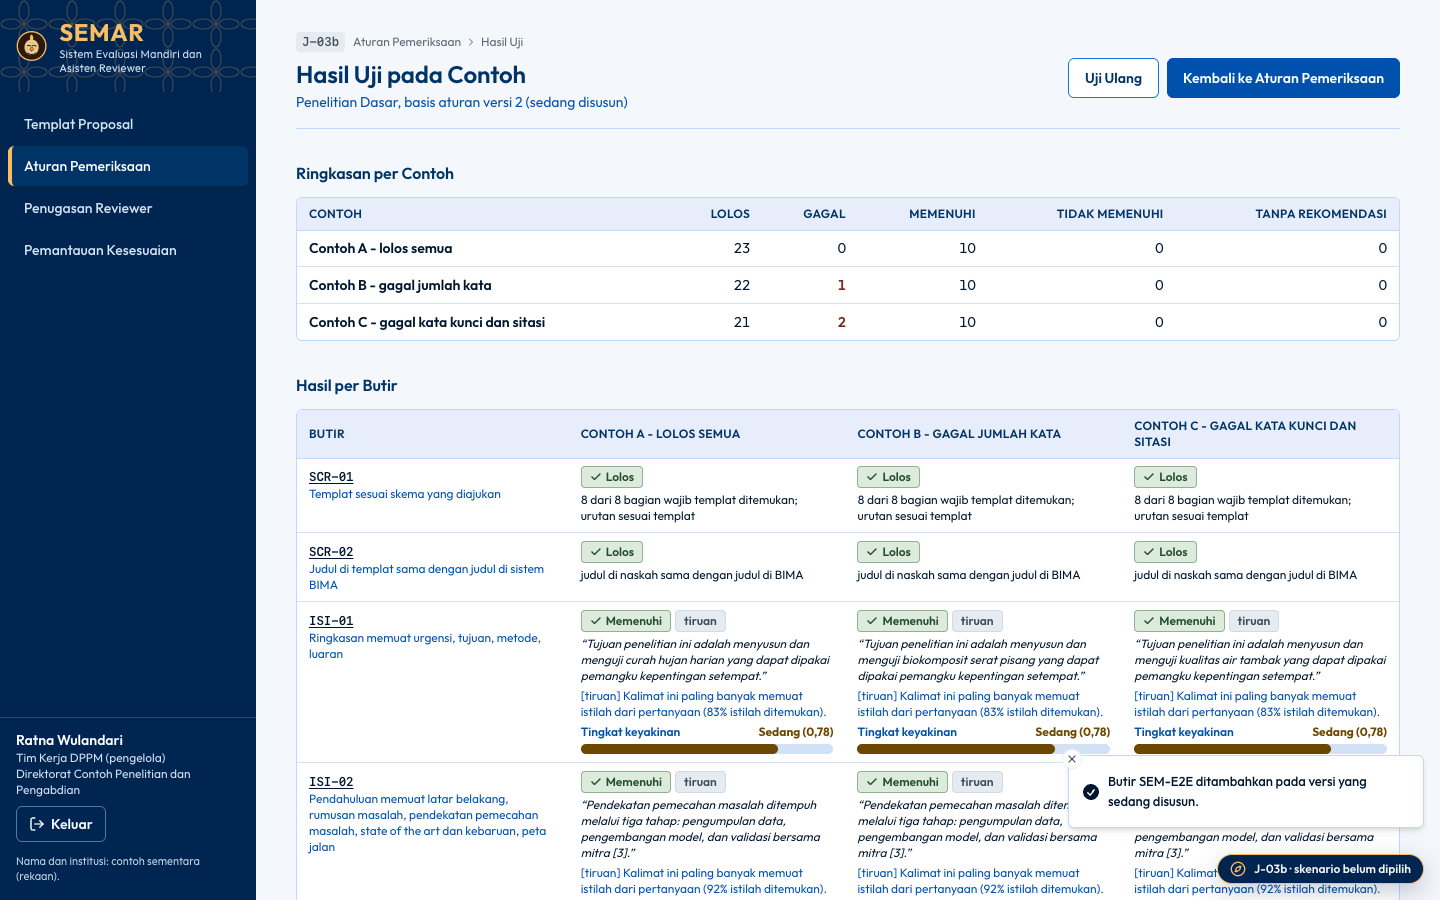 SEMAR
Sistem Evaluasi Mandiri dan
Asisten Reviewer
Templat Proposal
Aturan Pemeriksaan
Penugasan Reviewer
Pemantauan Kesesuaian
Ratna Wulandari
Tim Kerja DPPM (pengelola)
Direktorat Contoh Penelitian dan
Pengabdian
Keluar
Nama dan institusi: contoh sementara
(rekaan).
J-03b Aturan Pemeriksaan > Hasil Uji
Hasil Uji pada Contoh
Penelitian Dasar, basis aturan versi 2 (sedang disusun)
Uji Ulang
Kembali ke Aturan Pemeriksaan
Ringkasan per Contoh
CONTOH LOLOS GAGAL MEMENUHI TIDAK MEMENUHI TANPA REKOMENDASI
Contoh A - lolos semua 23 0 10 0 0
Contoh B - gagal jumlah kata 22 1 10 0 0
Contoh C - gagal kata kunci dan sitasi 21 2 10 0 0
Hasil per Butir
BUTIR CONTOH A - LOLOS SEMUA CONTOH B - GAGAL JUMLAH KATA CONTOH C - GAGAL KATA KUNCI DAN
SITASI
SCR-01
Templat sesuai skema yang diajukan
Lolos
8 dari 8 bagian wajib templat ditemukan;
urutan sesuai templat
Lolos
8 dari 8 bagian wajib templat ditemukan;
urutan sesuai templat
Lolos
8 dari 8 bagian wajib templat ditemukan;
urutan sesuai templat
SCR-02
Judul di templat sama dengan judul di sistem
BIMA
Lolos
judul di naskah sama dengan judul di BIMA
Lolos
judul di naskah sama dengan judul di BIMA
Lolos
judul di naskah sama dengan judul di BIMA
ISI-01
Ringkasan memuat urgensi, tujuan, metode,
luaran
Memenuhi tiruan
“Tujuan penelitian ini adalah menyusun dan
menguji curah hujan harian yang dapat dipakai
pemangku kepentingan setempat.”
[tiruan] Kalimat ini paling banyak memuat
istilah dari pertanyaan (83% istilah ditemukan).
Tingkat keyakinan Sedang (0,78)
Memenuhi tiruan
“Tujuan penelitian ini adalah menyusun dan
menguji biokomposit serat pisang yang dapat
dipakai pemangku kepentingan setempat.”
[tiruan] Kalimat ini paling banyak memuat
istilah dari pertanyaan (83% istilah ditemukan).
Tingkat keyakinan Sedang (0,78)
Memenuhi tiruan
“Tujuan penelitian ini adalah menyusun dan
menguji kualitas air tambak yang dapat dipakai
pemangku kepentingan setempat.”
[tiruan] Kalimat ini paling banyak memuat
istilah dari pertanyaan (83% istilah ditemukan).
Tingkat keyakinan Sedang (0,78)
ISI-02
Pendahuluan memuat latar belakang,
rumusan masalah, pendekatan pemecahan
masalah, state of the art dan kebaruan, peta
jalan
Memenuhi tiruan
“Pendekatan pemecahan masalah ditempuh
melalui tiga tahap: pengumpulan data,
pengembangan model, dan validasi bersama
mitra [3].”
[tiruan] Kalimat ini paling banyak memuat
istilah dari pertanyaan (92% istilah ditemukan).
Memenuhi tiruan
“Pendekatan pemecahan masalah
melalui tiga tahap: pengumpulan data,
pengembangan model, dan validasi bersama
mitra [3].”
[tiruan] Kalimat ini paling banyak memuat
istilah dari pertanyaan (92% istilah ditemukan).
pengembangan model, dan validasi bersama
mitra [3].”
[tiruan] Kalimat
istilah dari pertanyaan (92% istilah ditemukan).
Butir SEM-E2E ditambahkan pada versi yang
sedang disusun.
J-03b · skenario belum dipilih